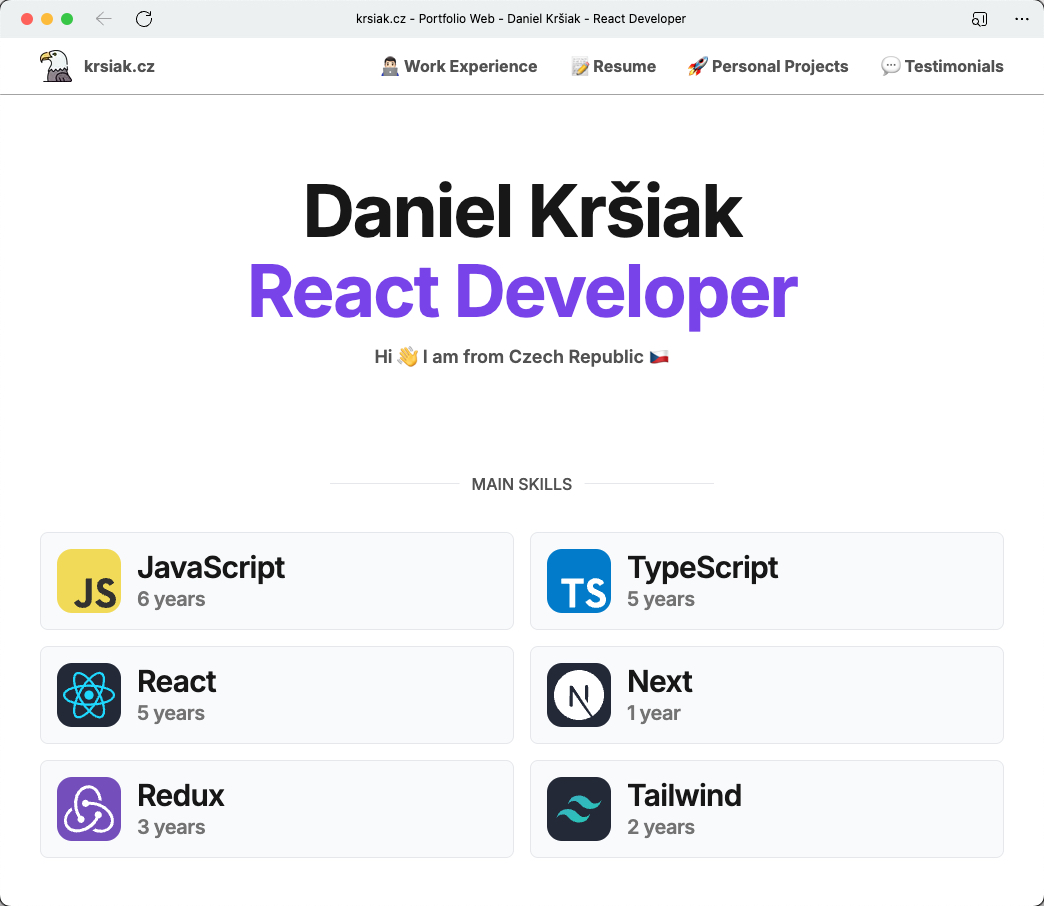 krsiak.cz - Portfolio Web - Daniel Kršiak - React Developer
krsiak.cz
Work Experience
Resume
Personal Projects
Testimonials
Daniel Kršiak
React Developer
Hi 👋 I am from Czech Republic 🇨🇿
MAIN SKILLS
JS
JavaScript
6 years
TS
TypeScript
5 years
React
5 years
N
Next
1 year
Redux
3 years
Tailwind
2 years